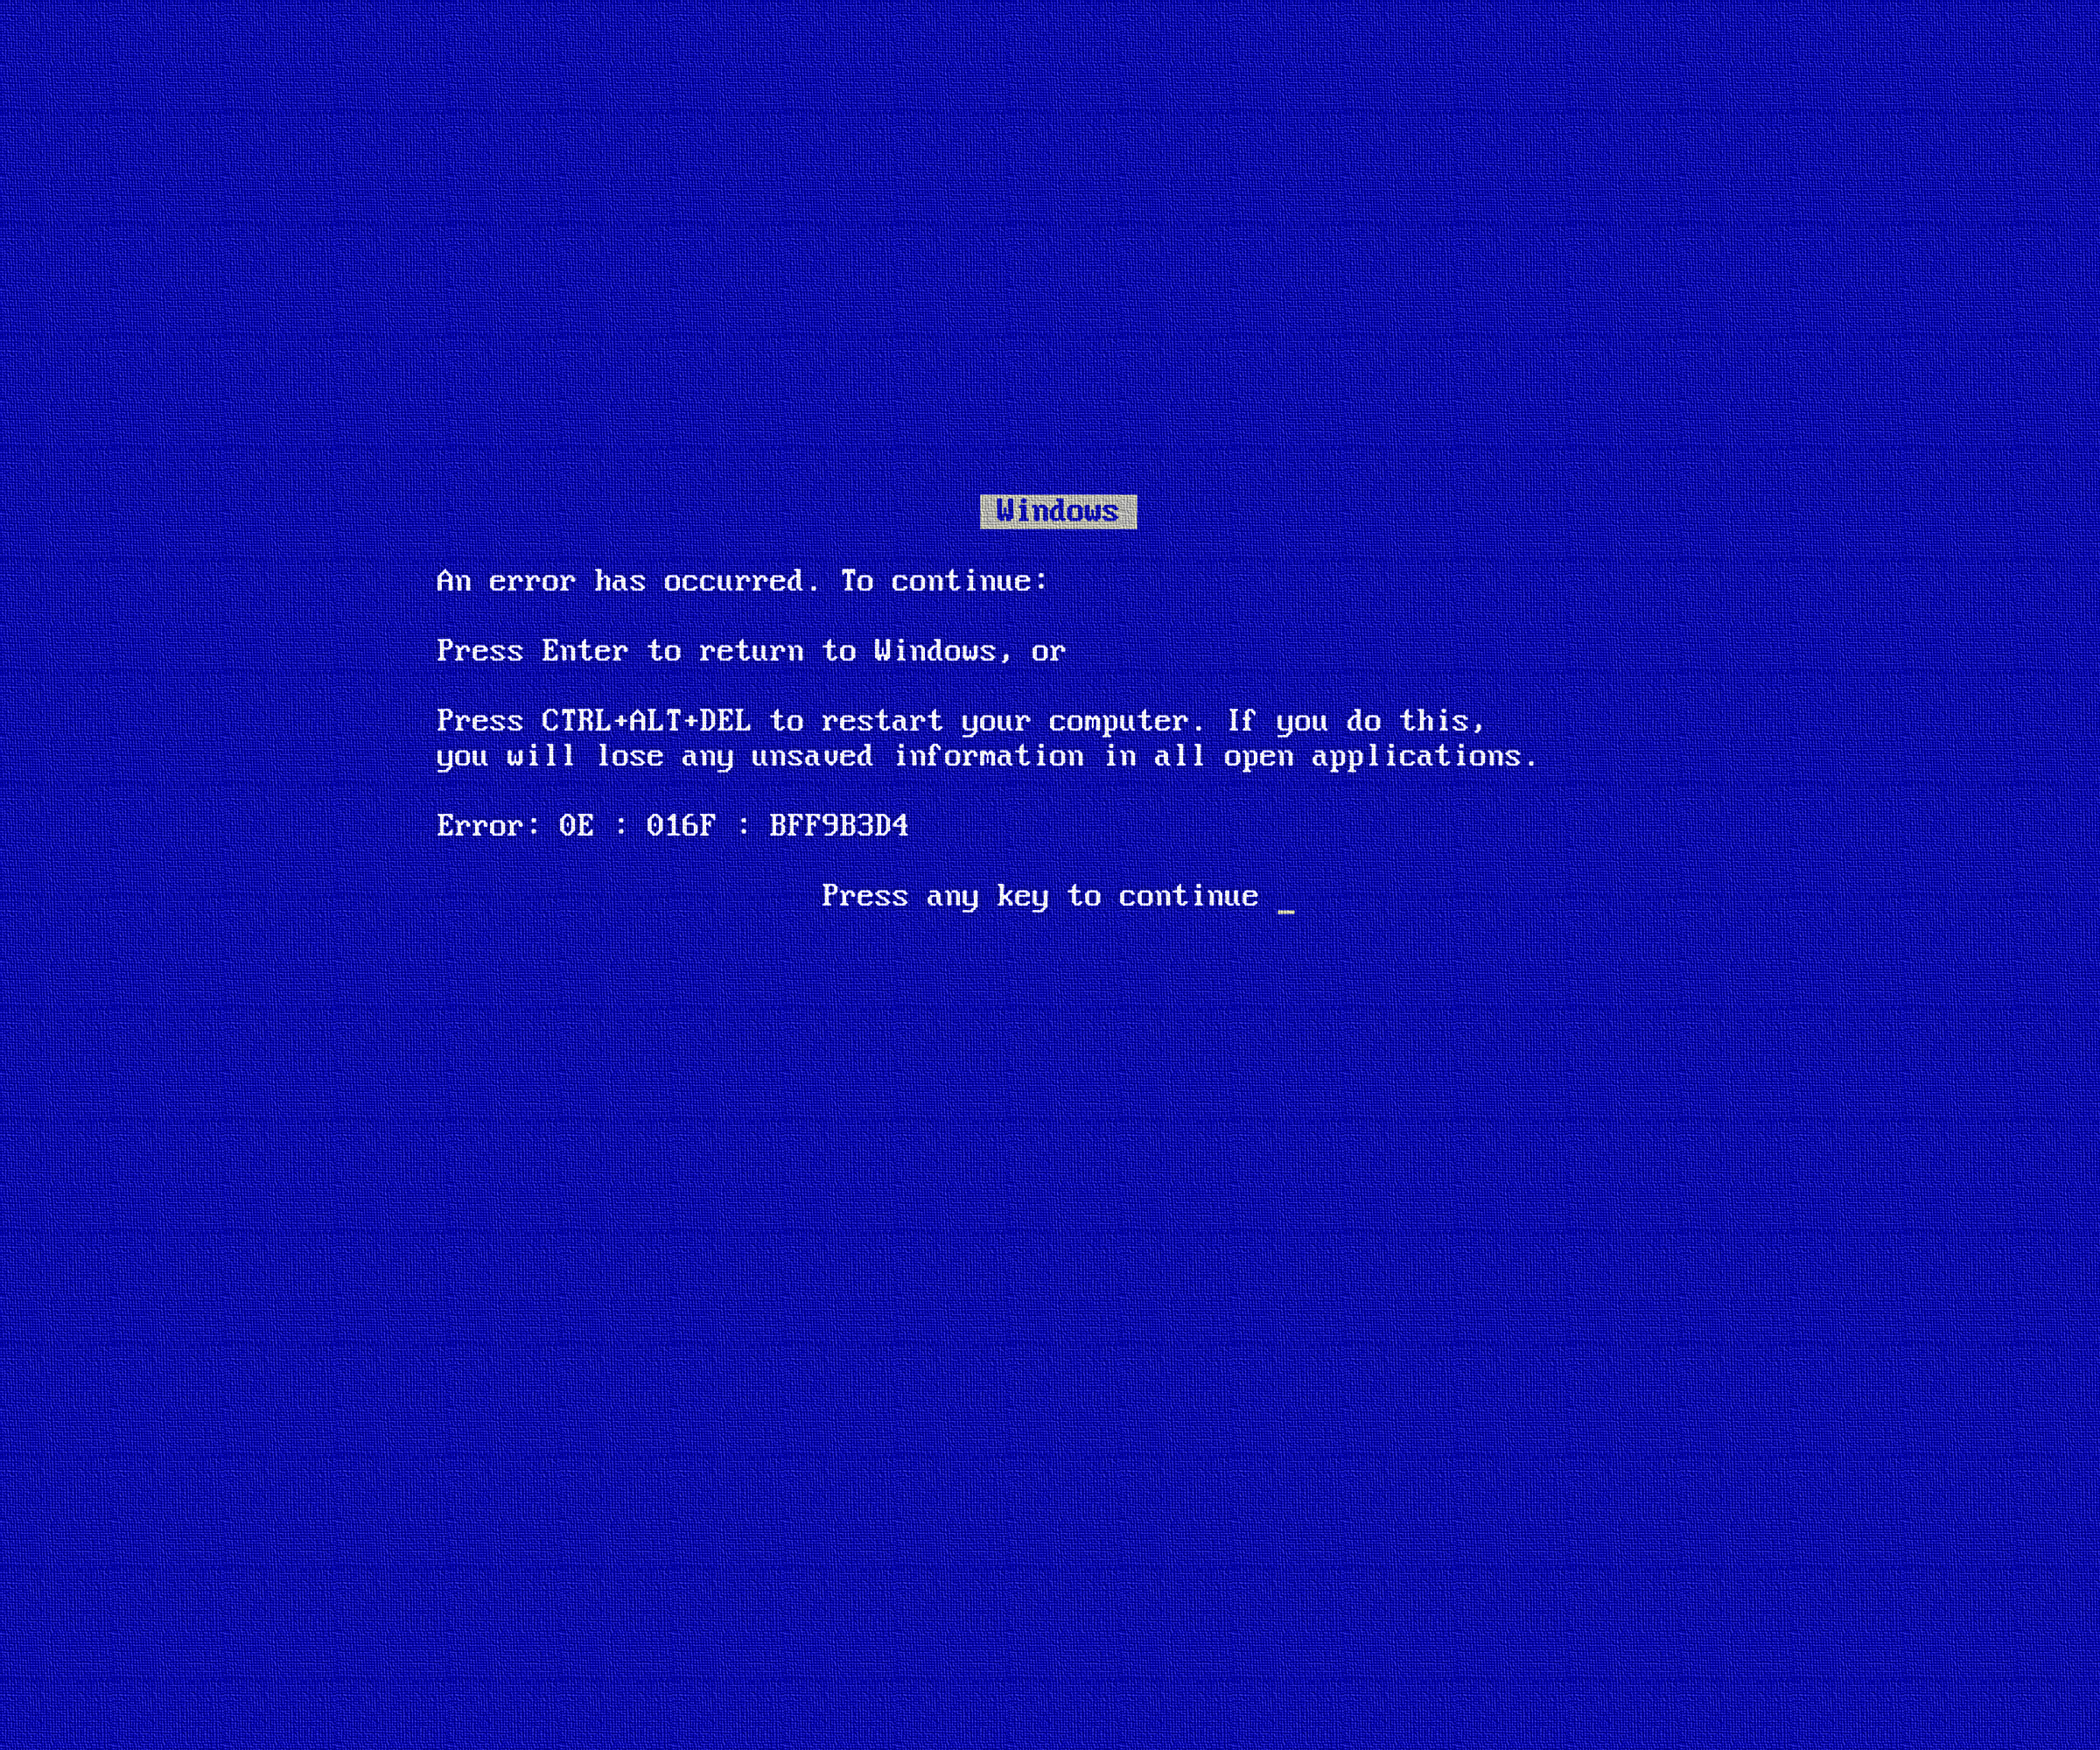 Windows
An error has occurred. To continue:
Press Enter to return to Windows, or
Press CTRL+ALT+DEL to restart your computer. If you do this,
you will lose any unsaved information in all open applications.
Error: 0E : 016F : BFF9B3D4
Press any key to continue _